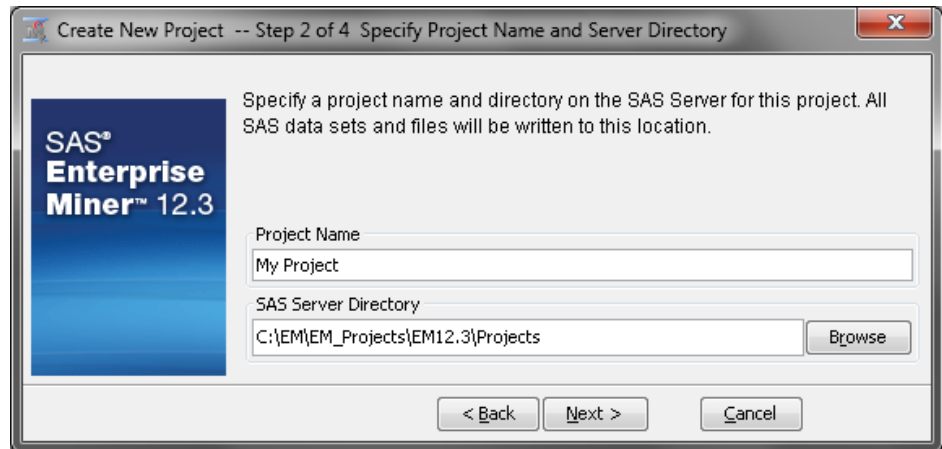 Create New Project -- Step 2 of 4 Specify Project Name and Server Directory
Specify a project name and directory on the SAS Server for this project. All
SAS data sets and files will be written to this location.
SAS®
Enterprise
Miner™ 12.3
Project Name
My Project
SAS Server Directory
C:\EM\EM_Projects\EM12.3\Projects
Browse
< Back
Next >
Cancel